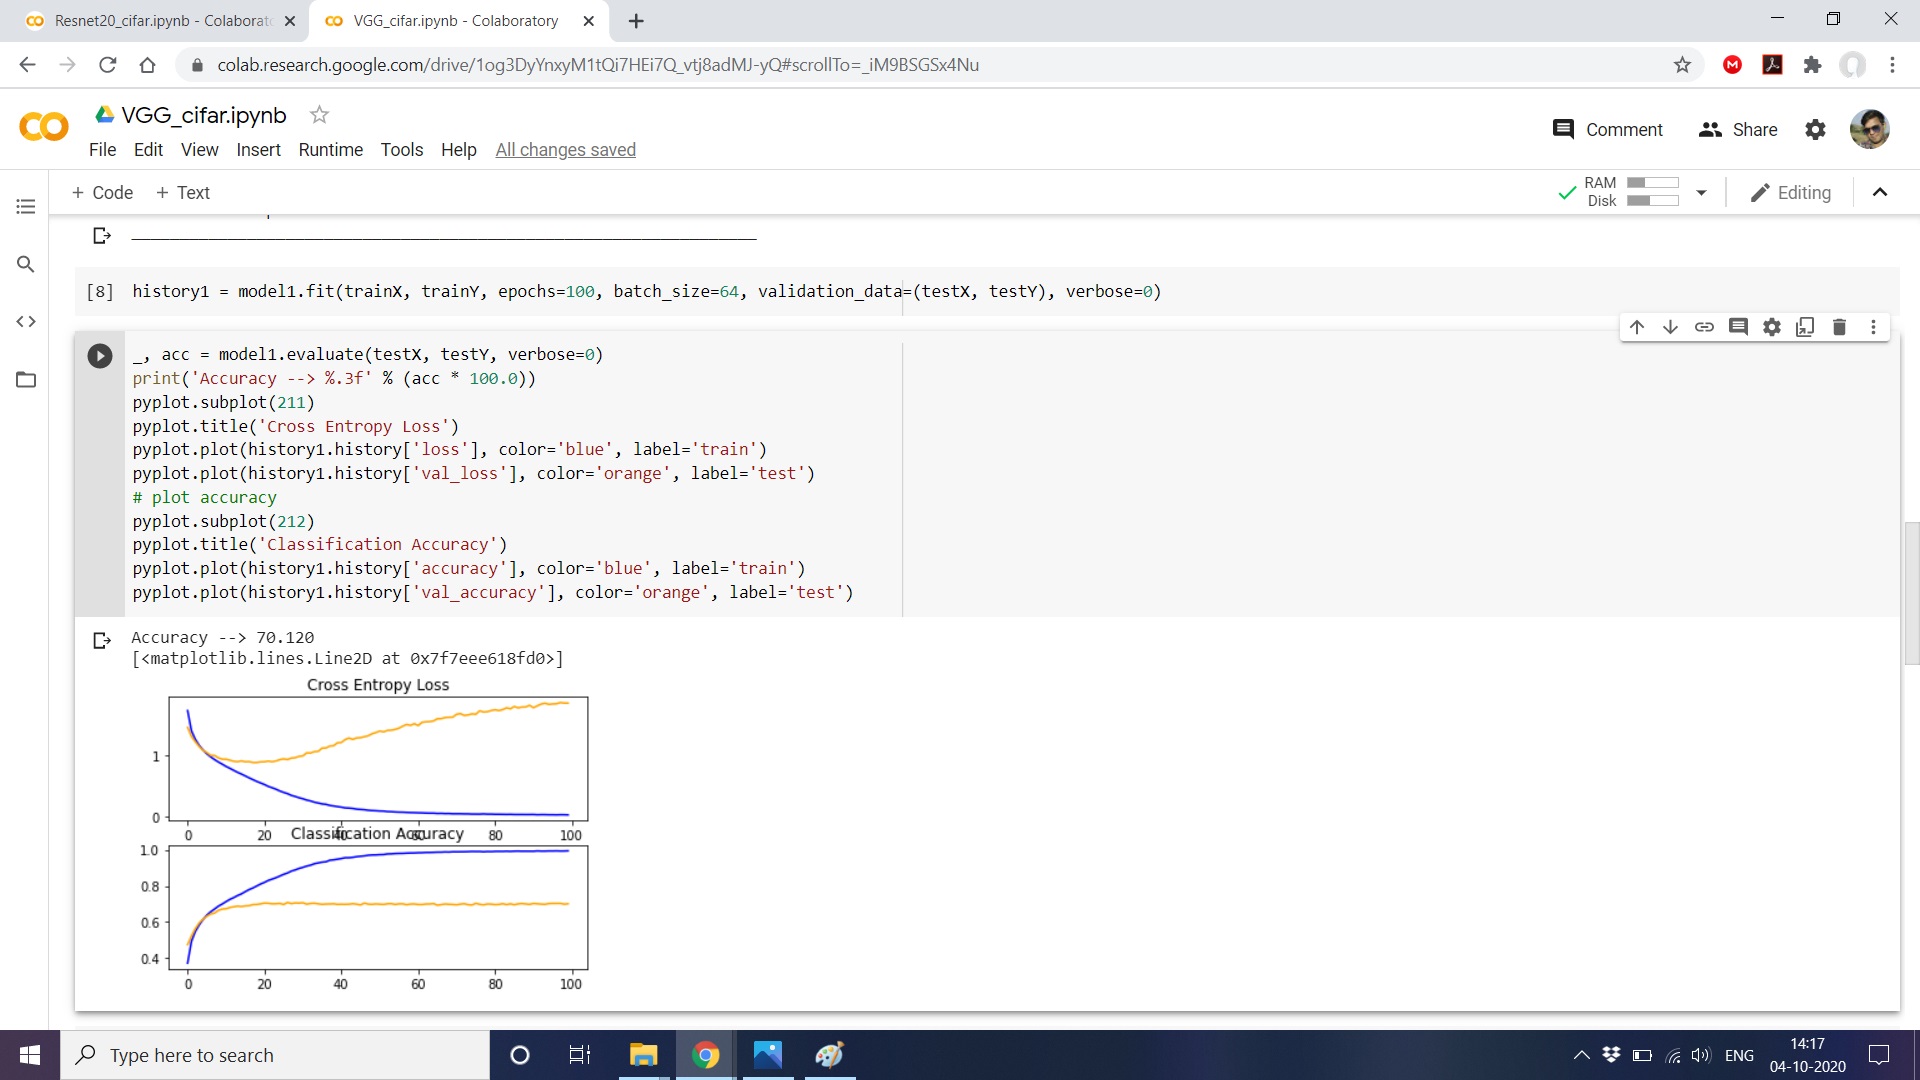 Resnet20_cifar.ipynb - Colaborat
VGG_cifar.ipynb - Colaboratory
colab.research.google.com/drive/1og3DyYnxyM1tQi7HEi7Q_vtj8adMJ-yQ#scrollTo=_iM9BSGSx4Nu
VGG_cifar.ipynb
Comment
Share
File Edit View Insert Runtime Tools Help All changes saved
+ Code + Text
RAM
Disk
Editing
[8] history1 = model1.fit(trainX, trainY, epochs=100, batch_size=64, validation_data=(testX, testY), verbose=0)
_, acc = model1.evaluate(testX, testY, verbose=0)
print('Accuracy --> %.3f' % (acc * 100.0))
pyplot.subplot(211)
pyplot.title('Cross Entropy Loss')
pyplot.plot(history1.history['loss'], color='blue', label='train')
pyplot.plot(history1.history['val_loss'], color='orange', label='test')
# plot accuracy
pyplot.subplot(212)
pyplot.title('Classification Accuracy')
pyplot.plot(history1.history['accuracy'], color='blue', label='train')
pyplot.plot(history1.history['val_accuracy'], color='orange', label='test')
Accuracy --> 70.120
[<matplotlib.lines.Line2D at 0x7f7eee618fd0>]
Cross Entropy Loss
1
0
0 20 40 60 80 100
Classification Accuracy
1.0
0.8
0.6
0.4
0 20 40 60 80 100
Type here to search
ENG
14:17
04-10-2020